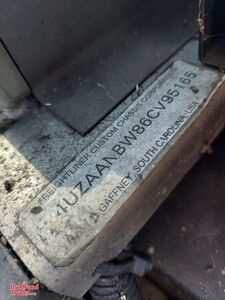 FREIGHTLINER CUSTOM CHASSIS CORPORATION
4UZAANBW86CV95165
GAFFNEY, SOUTH CAROLINA - USA